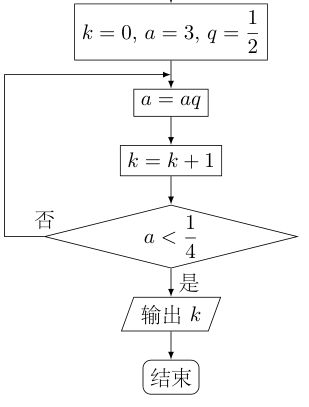 k = 0, a = 3, q = 1/2
a = aq
k = k + 1
否
a < 1/4
是
输出 k
结束